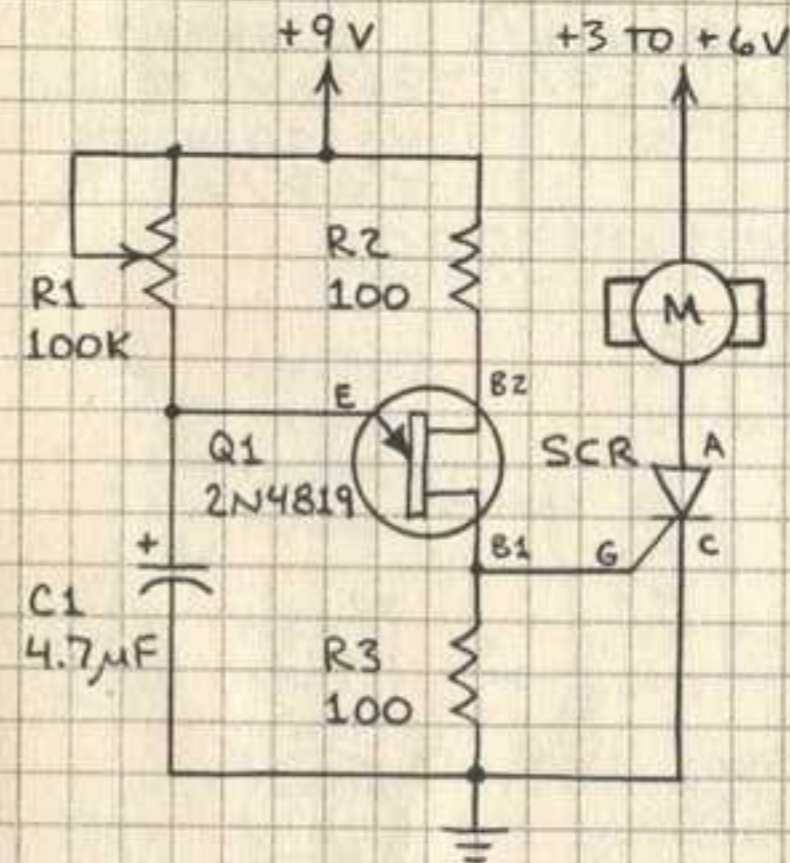 +9V
+3 TO +6V
R1
100K
R2
100
M
E
B2
Q1
2N4819
SCR
A
B1
G
C
+
C1
4.7µF
R3
100